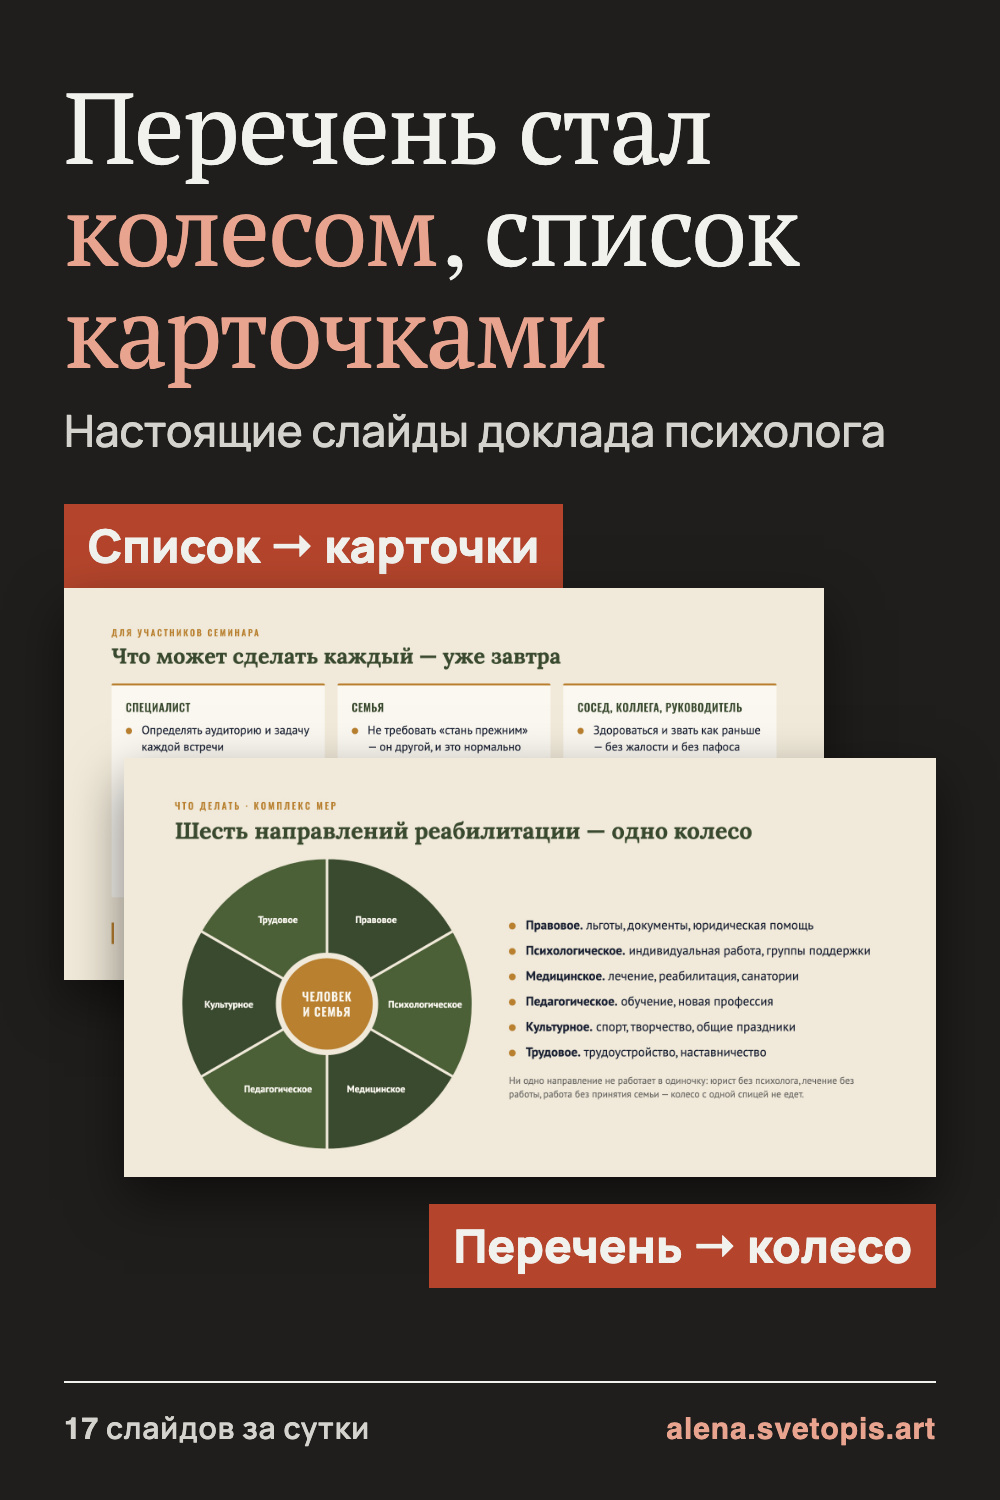 Перечень стал
колесом, список
карточками
Настоящие слайды доклада психолога
Список → карточки
ДЛЯ УЧАСТНИКОВ СЕМИНАРА
Что может сделать каждый — уже завтра
СПЕЦИАЛИСТ
Определять аудиторию и задачу
каждой встречи
СЕМЬЯ
Не требовать «стань прежним»
— он другой, и это нормально
СОСЕД, КОЛЛЕГА, РУКОВОДИТЕЛЬ
Здороваться и звать как раньше
— без жалости и без пафоса
ЧТО ДЕЛАТЬ · КОМПЛЕКС МЕР
Шесть направлений реабилитации — одно колесо
Трудовое
Правовое
Культурное
ЧЕЛОВЕК
И СЕМЬЯ
Психологическое
Педагогическое
Медицинское
Правовое. льготы, документы, юридическая помощь
Психологическое. индивидуальная работа, группы поддержки
Медицинское. лечение, реабилитация, санатории
Педагогическое. обучение, новая профессия
Культурное. спорт, творчество, общие праздники
Трудовое. трудоустройство, наставничество
Ни одно направление не работает в одиночку: юрист без психолога, лечение без
работы, работа без принятия семьи — колесо с одной спицей не едет.
Перечень → колесо
17 слайдов за сутки
alena.svetopis.art